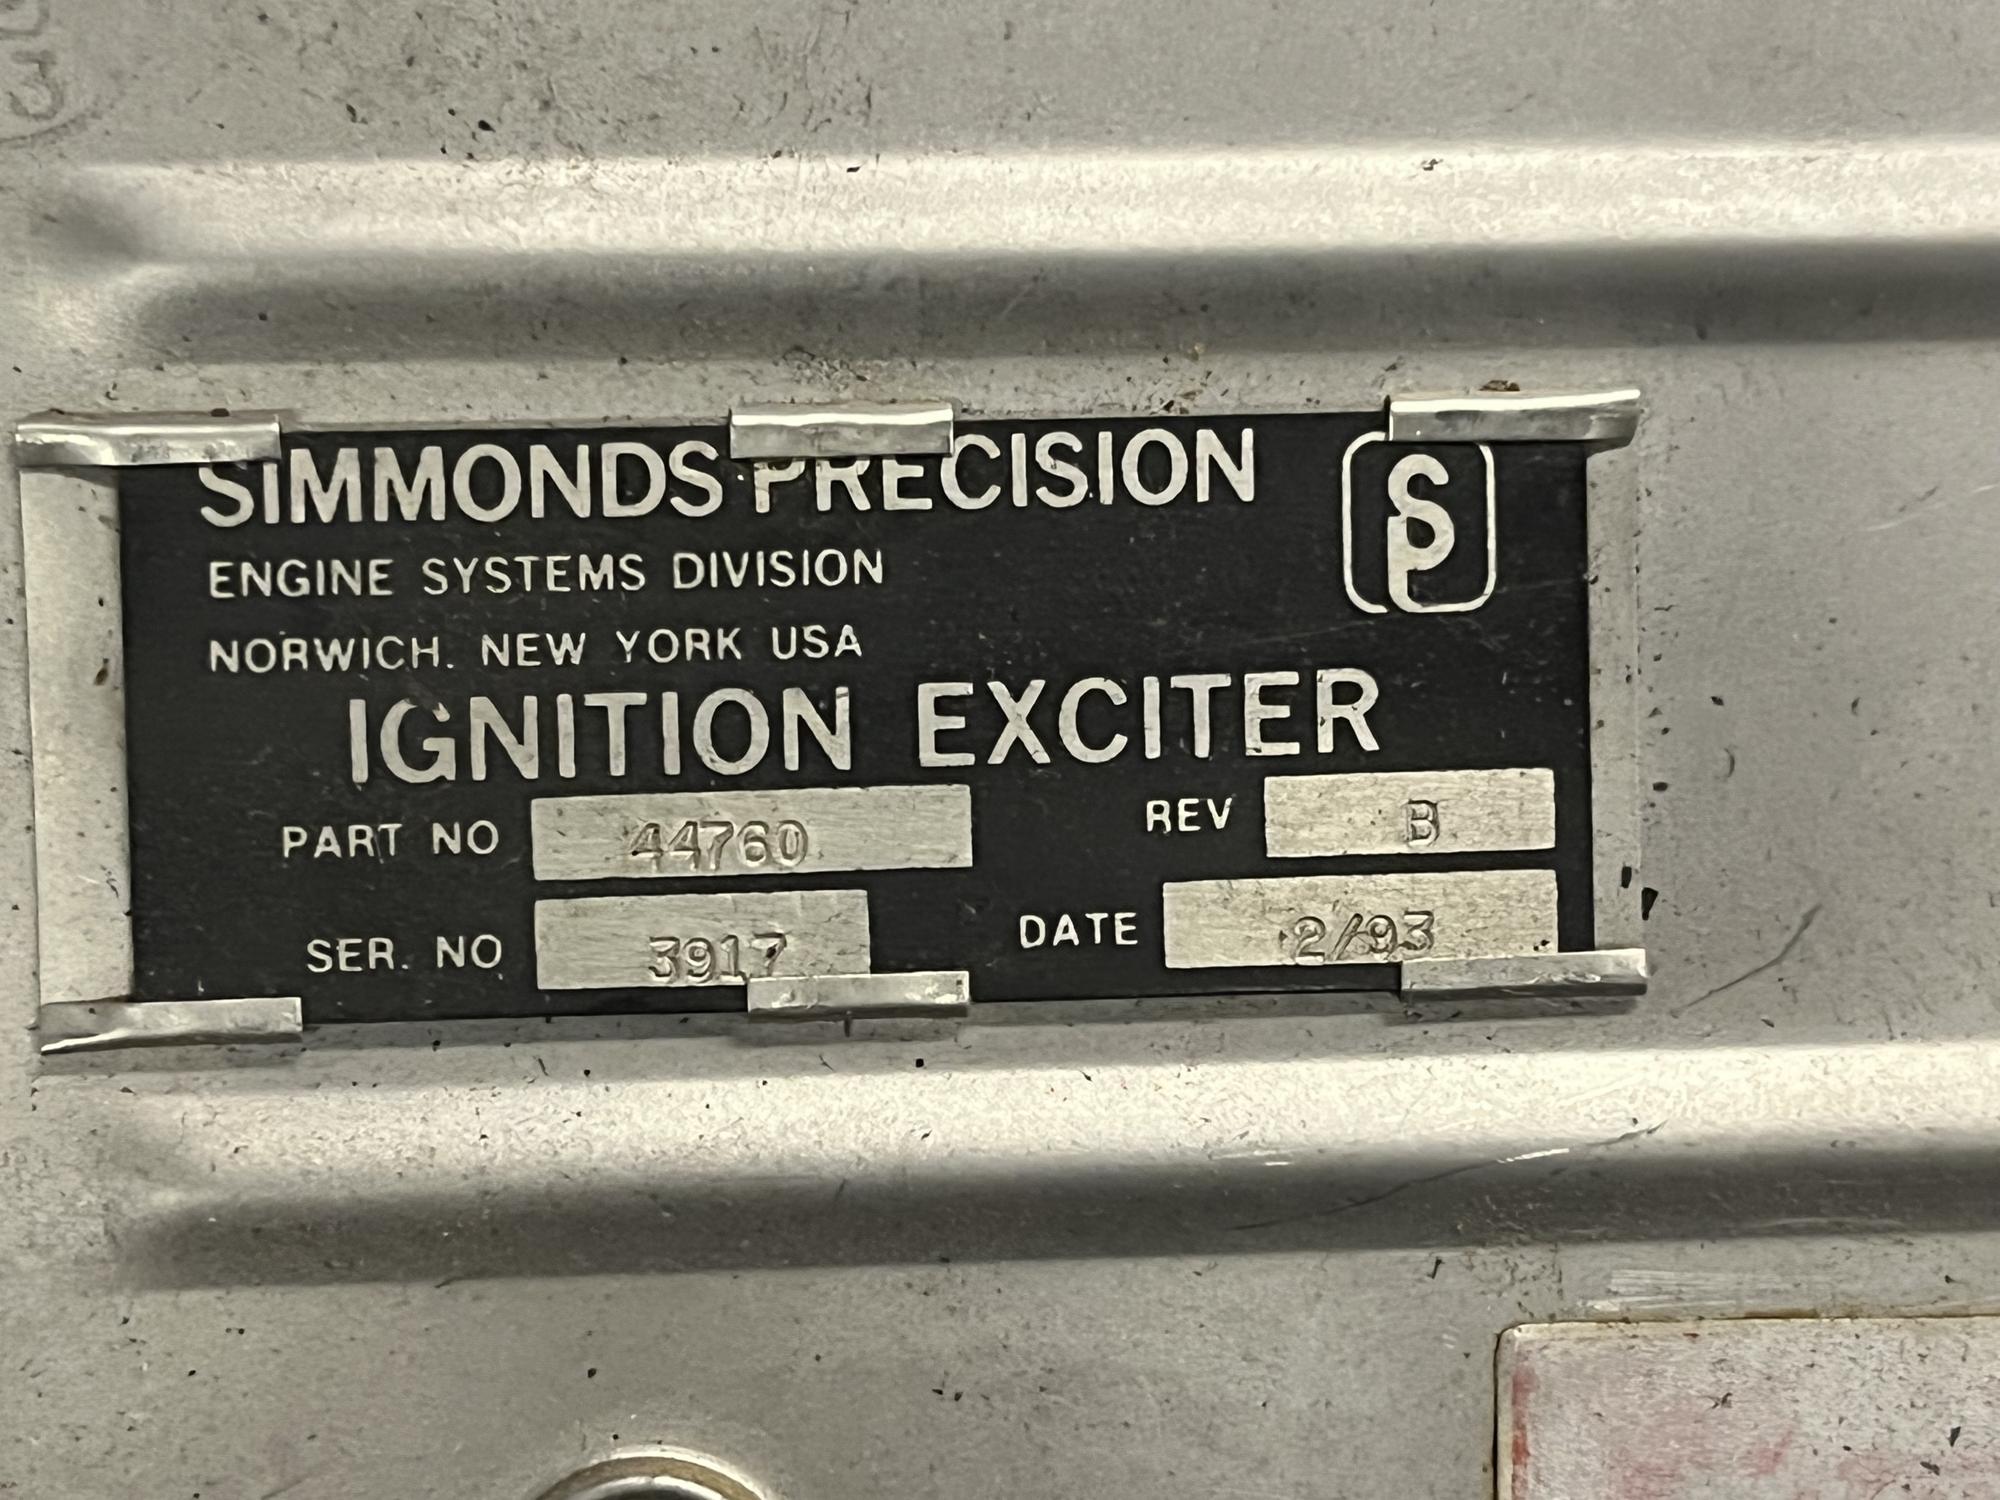 SIMMONDS PRECISION
ENGINE SYSTEMS DIVISION
NORWICH. NEW YORK USA
IGNITION EXCITER
PART NO 44760 REV B
SER. NO 3917 DATE 2/93